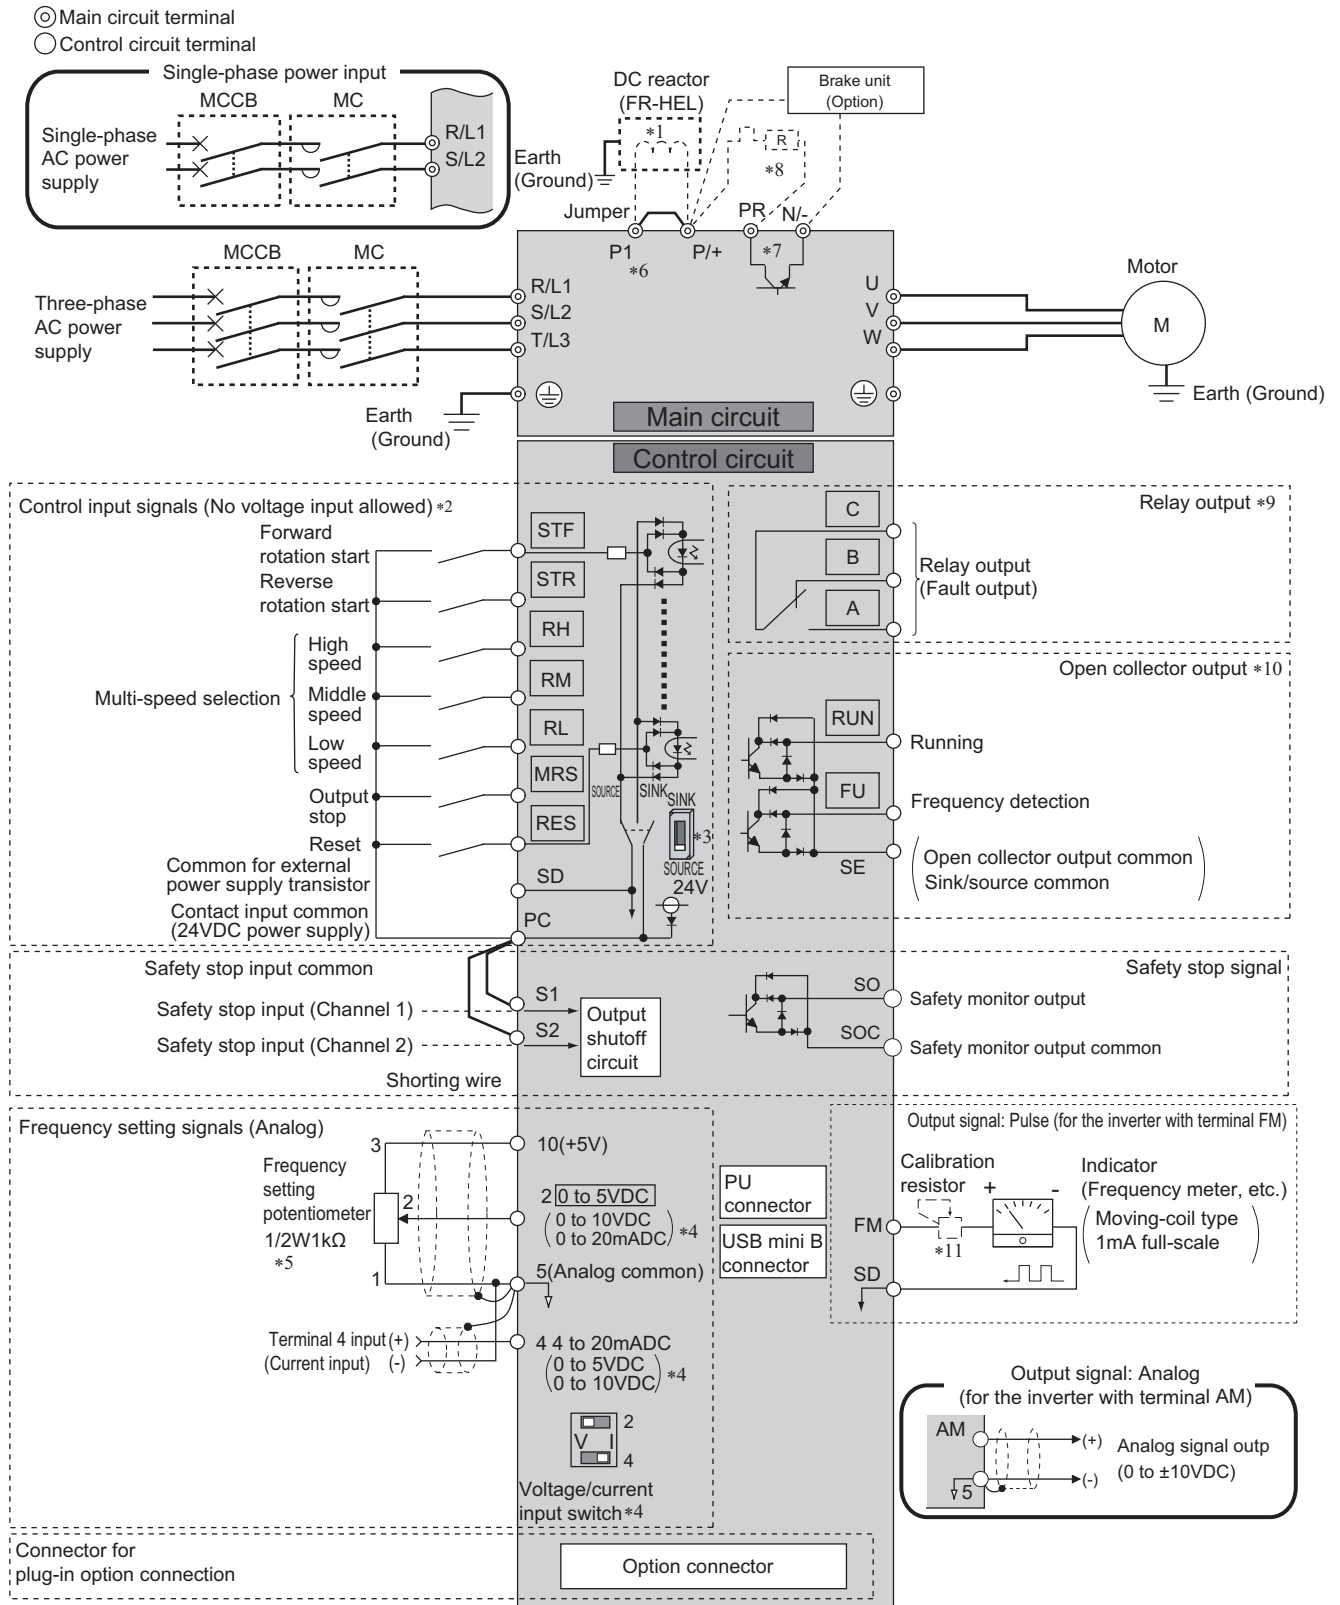 Main circuit terminal
Control circuit terminal
Single-phase power input
MCCB
MC
Single-phase
AC power
supply
R/L1
S/L2
DC reactor
(FR-HEL)
*1
Brake unit
(Option)
R
*8
Earth
(Ground)
Jumper
P1
*6
P/+
PR
*7
N/-
MCCB
MC
Three-phase
AC power
supply
R/L1
S/L2
T/L3
U
V
W
Motor
M
Earth
(Ground)
Earth (Ground)
Main circuit
Control circuit
Control input signals (No voltage input allowed) *2
Forward
rotation start
Reverse
rotation start
Multi-speed selection
High
speed
Middle
speed
Low
speed
Output
stop
Reset
Common for external
power supply transistor
Contact input common
(24VDC power supply)
STF
STR
RH
RM
RL
MRS
RES
SD
PC
SOURCE
SINK
SINK
*3
SOURCE
24V
Relay output *9
C
B
A
Relay output
(Fault output)
Open collector output *10
RUN
Running
FU
Frequency detection
SE
Open collector output common
Sink/source common
Safety stop input common
Safety stop input (Channel 1)
Safety stop input (Channel 2)
Shorting wire
S1
S2
Output
shutoff
circuit
Safety stop signal
SO
Safety monitor output
SOC
Safety monitor output common
Frequency setting signals (Analog)
Frequency
setting
potentiometer
1/2W1kΩ
*5
3
2
1
10(+5V)
2 0 to 5VDC
(0 to 10VDC
0 to 20mADC) *4
5(Analog common)
Terminal 4 input (+)
(Current input) (-)
4 4 to 20mADC
(0 to 5VDC
0 to 10VDC) *4
2
V I
4
Voltage/current
input switch*4
PU
connector
USB mini B
connector
Output signal: Pulse (for the inverter with terminal FM)
Calibration
resistor
+ -
Indicator
(Frequency meter, etc.)
(Moving-coil type
1mA full-scale)
FM
*11
SD
Output signal: Analog
(for the inverter with terminal AM)
AM
5
(+)
(-)
Analog signal outp
(0 to ±10VDC)
Connector for
plug-in option connection
Option connector